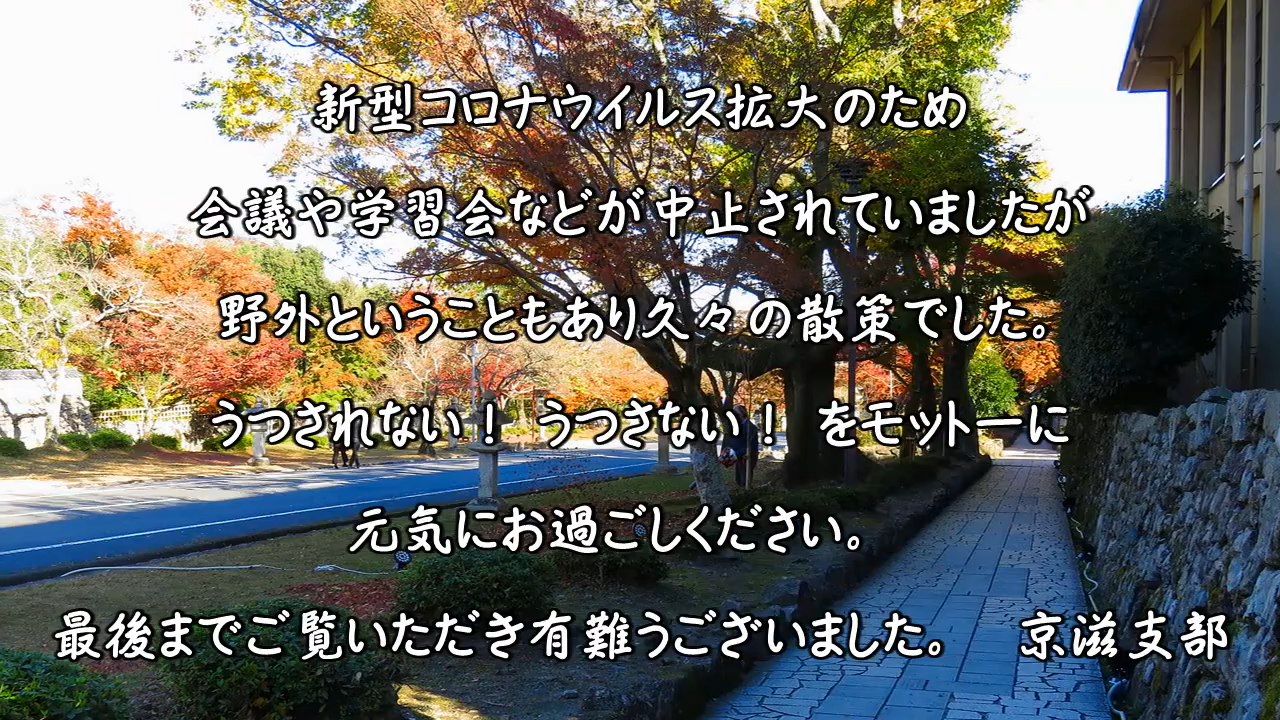 新型コロナウイルス拡大のため
会議や学習会などが中止されていましたが
野外ということもあり久々の散策でした。
うつされない！ うつさない！ をモットーに
元気にお過ごしください。
最後までご覧いただき有難うございました。 京滋支部